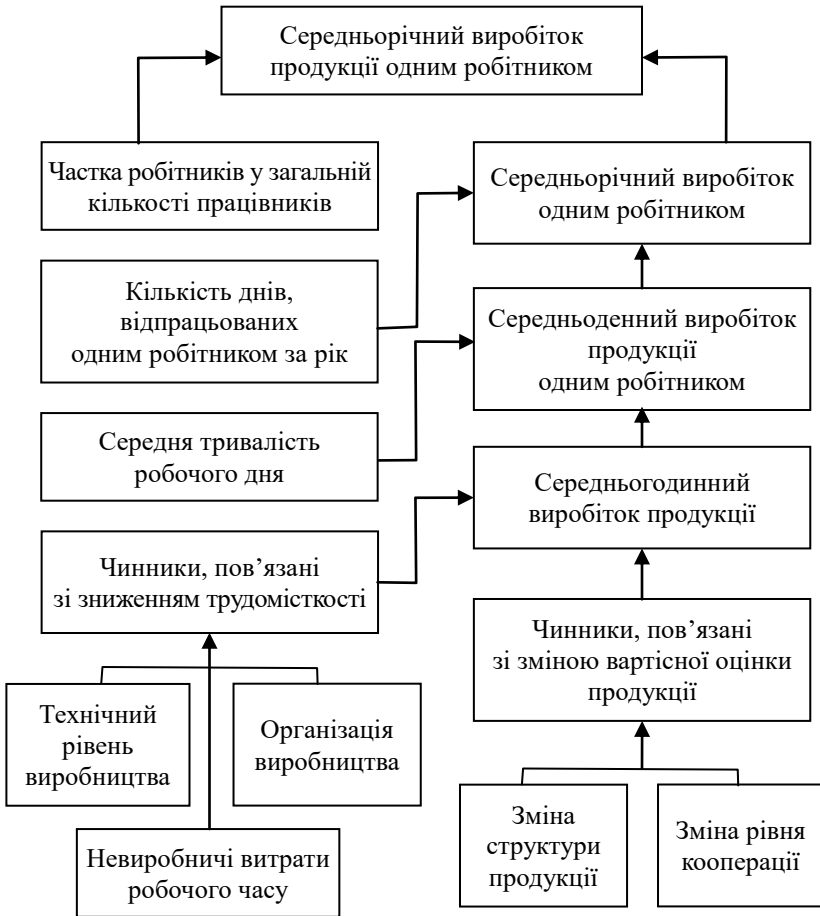 Середньорічний виробіток
продукції одним робітником
Частка робітників у загальній
кількості працівників
Середньорічний виробіток
одним робітником
Кількість днів,
відпрацьованих
одним робітником за рік
Середньоденний виробіток
продукції
одним робітником
Середня тривалість
робочого дня
Середньогодинний
виробіток продукції
Чинники, пов’язані
зі зниженням трудомісткості
Чинники, пов’язані
зі зміною вартісної оцінки
продукції
Технічний
рівень
виробництва
Організація
виробництва
Невиробничі витрати
робочого часу
Зміна
структури
продукції
Зміна рівня
кооперації